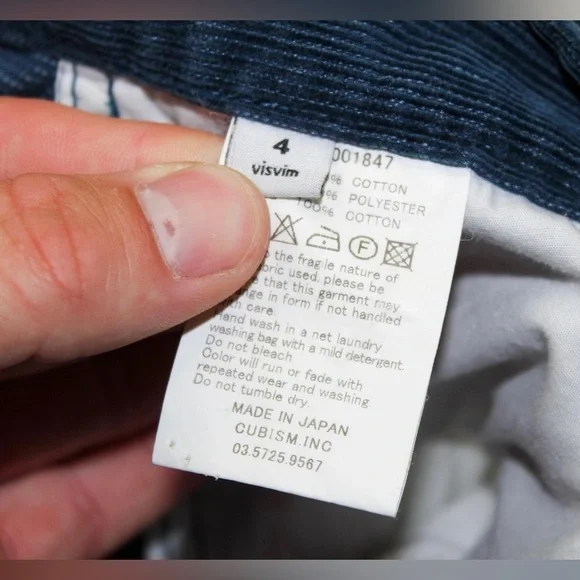 4
visvim
001847
% COTTON
% POLYESTER
100% COTTON
F
the fragile nature of
fabric used, please be
that this garment may
change in form if not handled
with care.
Hand wash in a net laundry
washing bag with a mild detergent.
Do not bleach
Color will run or fade with
repeated wear and washing.
Do not tumble dry.
MADE IN JAPAN
CUBISM.INC
03.5725.9567